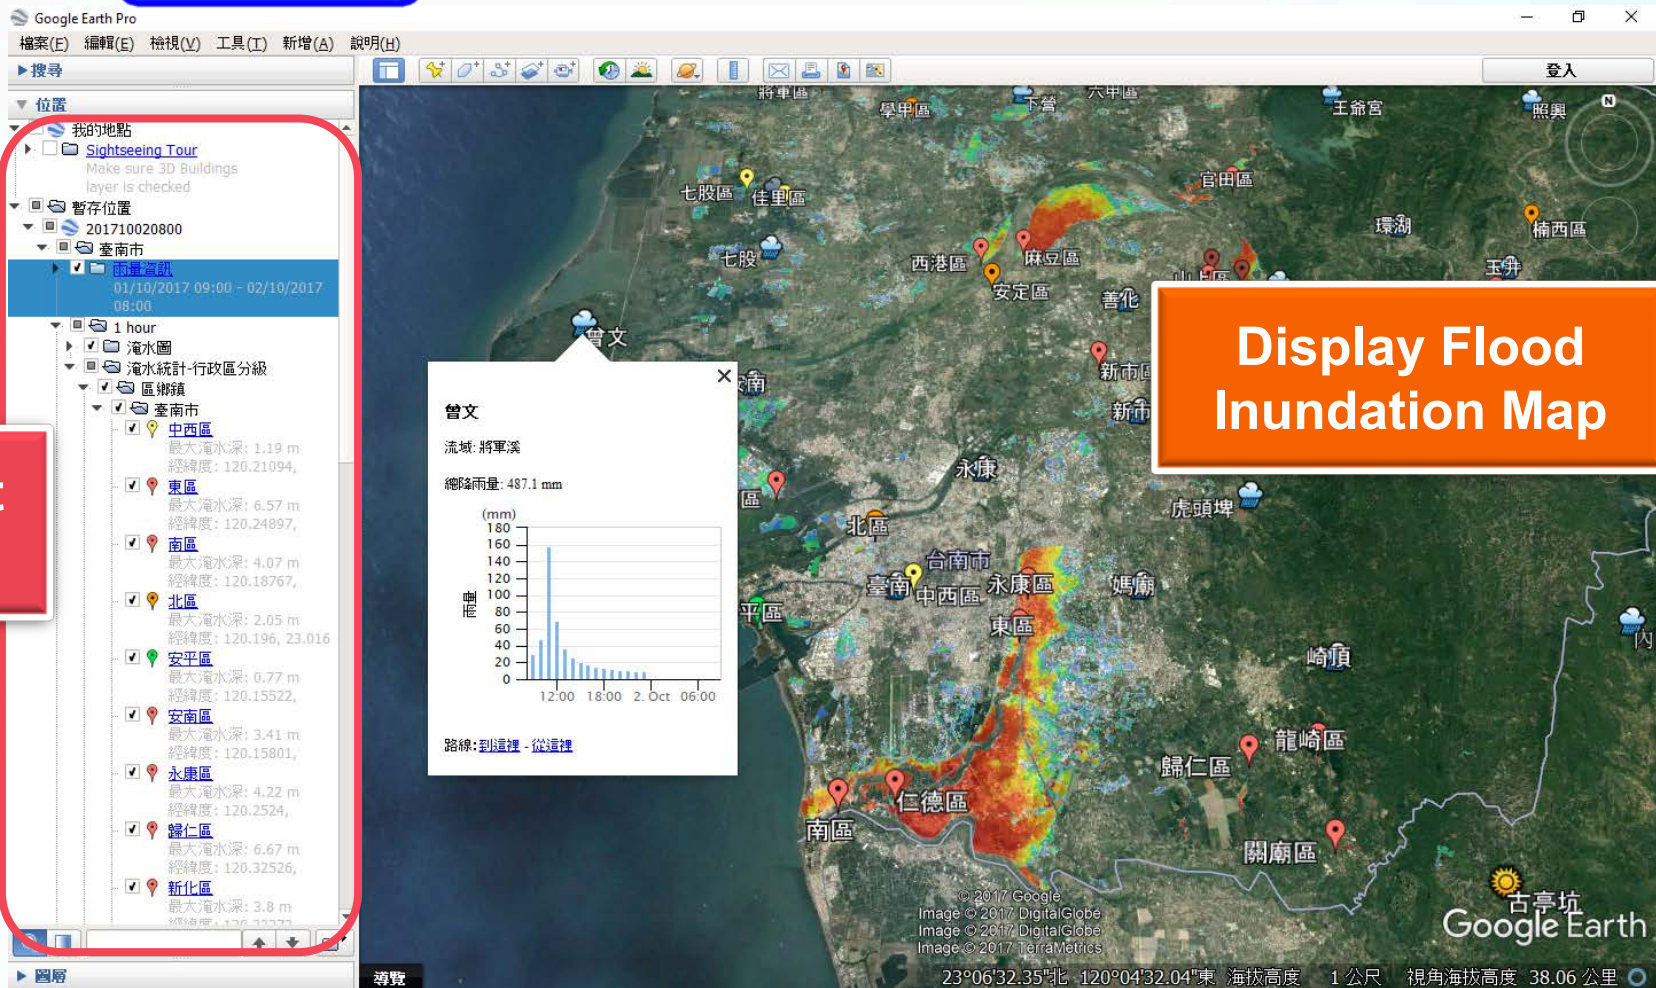 Google Earth Pro
檔案(F) 編輯(E) 檢視(V) 工具(T) 新增(A) 說明(H)
▶搜尋
登入
▼ 位置
我的地點
Sightseeing Tour
Make sure 3D Buildings
layer is checked
暫存位置
201710020800
臺南市
雨量資訊
01/10/2017 09:00 - 02/10/2017
08:00
1 hour
淹水圖
淹水統計-行政區分級
區鄉鎮
臺南市
中西區
最大淹水深: 1.19 m
經緯度: 120.21094,
東區
最大淹水深: 6.57 m
經緯度: 120.24897,
南區
最大淹水深: 4.07 m
經緯度: 120.18767,
北區
最大淹水深: 2.05 m
經緯度: 120.196, 23.016
安平區
最大淹水深: 0.77 m
經緯度: 120.15522,
安南區
最大淹水深: 3.41 m
經緯度: 120.15801,
永康區
最大淹水深: 4.22 m
經緯度: 120.2524,
歸仁區
最大淹水深: 6.67 m
經緯度: 120.32526,
新化區
最大淹水深: 3.8 m
▶ 圖層
將軍區
學甲區
下營
六甲區
王爺宮
照興
N
七股區
佳里區
官田區
環湖
楠西區
七股
西港區
麻豆區
山上區
玉井
安定區
善化
曾文
Display Flood
Inundation Map
新市區
安南
新市
曾文
流域: 將軍溪
總降雨量: 487.1 mm
(mm)
180
160
140
120
100
80
60
40
20
0
雨量
12:00 18:00 2. Oct 06:00
路線: 到這裡 - 從這裡
永康
區
北區
虎頭埤
台南市
臺南
中西區
永康區
媽廟
平區
東區
內
崎頂
龍崎區
歸仁區
仁德區
南區
關廟區
古亭坑
© 2017 Google
Image © 2017 DigitalGlobe
Image © 2017 DigitalGlobe
Image © 2017 TerraMetrics
Google Earth
導覽
23°06'32.35"北 120°04'32.04"東 海拔高度 1 公尺 視角海拔高度 38.06 公里